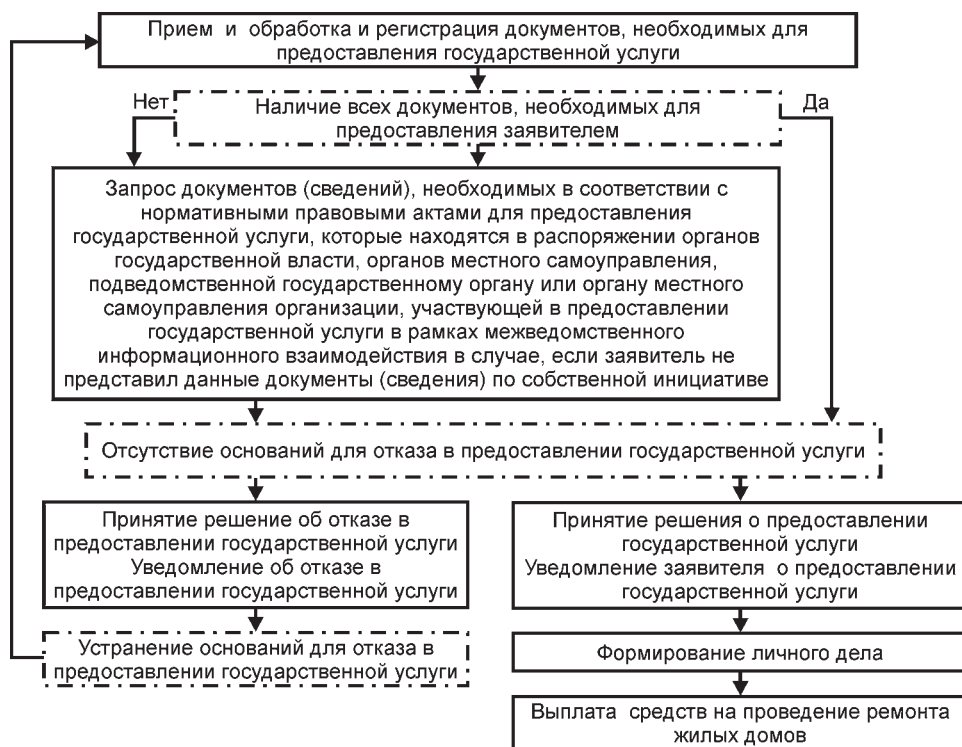 Прием и обработка и регистрация документов, необходимых для
предоставления государственной услуги
Нет
Наличие всех документов, необходимых для
предоставления заявителем
Да
Запрос документов (сведений), необходимых в соответствии с
нормативными правовыми актами для предоставления
государственной услуги, которые находятся в распоряжении органов
государственной власти, органов местного самоуправления,
подведомственной государственному органу или органу местного
самоуправления организации, участвующей в предоставлении
государственной услуги в рамках межведомственного
информационного взаимодействия в случае, если заявитель не
представил данные документы (сведения) по собственной инициативе
Отсутствие оснований для отказа в предоставлении государственной услуги
Принятие решение об отказе в
предоставлении государственной услуги
Уведомление об отказе в
предоставлении государственной услуги
Принятие решения о предоставлении
государственной услуги
Уведомление заявителя о предоставлении
государственной услуги
Устранение оснований для отказа в
предоставлении государственной услуги
Формирование личного дела
Выплата средств на проведение ремонта
жилых домов